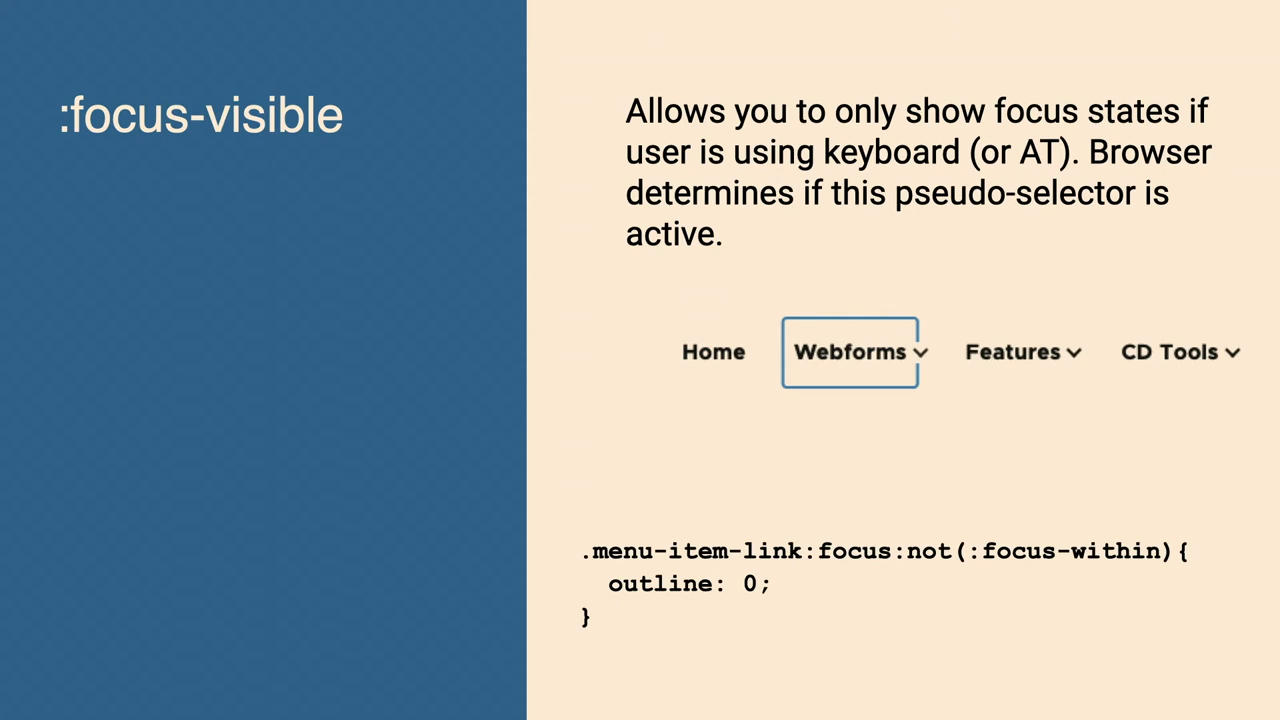 :focus-visible
Allows you to only show focus states if
user is using keyboard (or AT). Browser
determines if this pseudo-selector is
active.
Home Webforms Features CD Tools
.menu-item-link:focus:not(:focus-within){
  outline: 0;
}